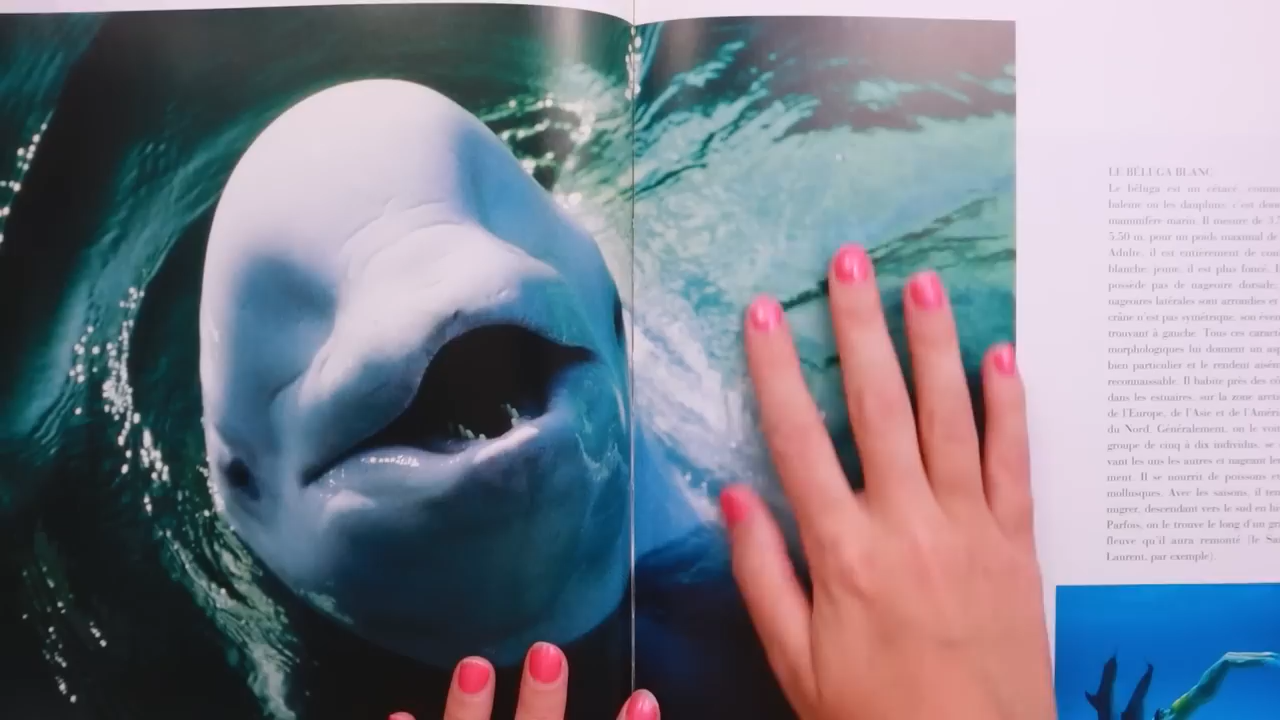 LE BÉLUGA BLANC
Le béluga est un cétacé, comm
baleine ou les dauphins, c'est don
mammifère marin. Il mesure de 3,
5,50 m, pour un poids maximal de
Adulte, il est entièrement de cou
blanche, jeune, il est plus foncé. I
possède pas de nageoire dorsale,
nageoires latérales sont arrondies et
crâne n'est pas symétrique, son éven
trouvant à gauche. Tous ces caract
morphologiques lui donnent un asp
bien particulier et le rendent aisém
reconnaissable. Il habite près des cô
dans les estuaires, sur la zone arcti
de l'Europe, de l'Asie et de l'Améri
du Nord. Généralement, on le voit
groupe de cinq à dix individus, se
vant les uns les autres et nageant len
ment. Il se nourrit de poissons et
mollusques. Avec les saisons, il ten
migrer, descendant vers le sud en hi
Parfois, on le trouve le long d'un gr
fleuve qu'il aura remonté (le Sai
Laurent, par exemple).